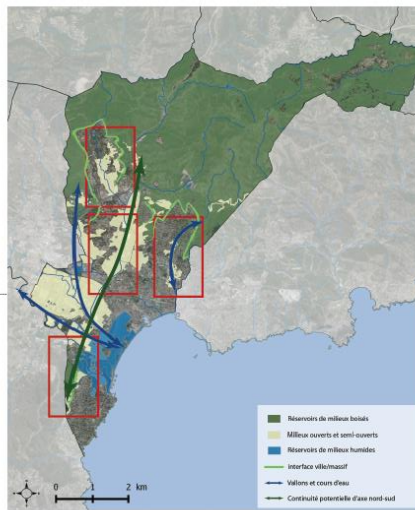 Réservoirs de milieux boisés
Milieux ouverts et semi-ouverts
Réservoirs de milieux humides
interface ville/massif
Vallons et cours d'eau
Continuité potentielle d'axe nord-sud
0 1 2 km